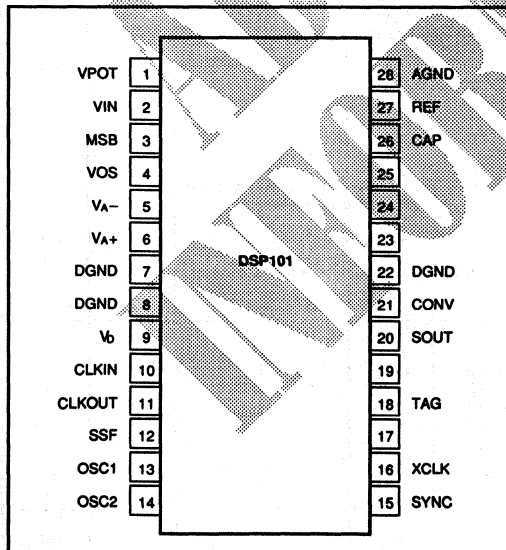 VPOT 1 28 AGND
VIN 2 27 REF
MSB 3 26 CAP
VOS 4 25
VA− 5 24
VA+ 6 23
DSP101
DGND 7 22 DGND
DGND 8 21 CONV
VD 9 20 SOUT
CLKIN 10 19
CLKOUT 11 18 TAG
SSF 12 17
OSC1 13 16 XCLK
OSC2 14 15 SYNC